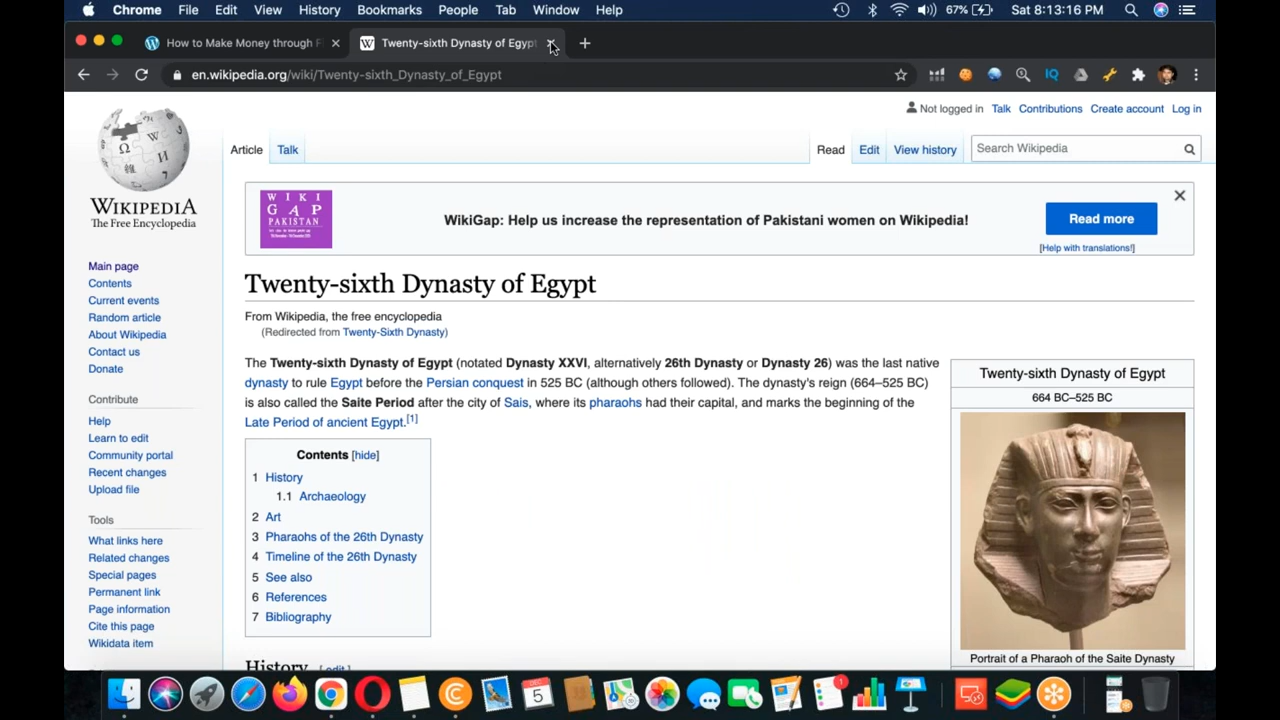 Chrome File Edit View History Bookmarks People Tab Window Help 67% Sat 8:13:16 PM
How to Make Money through F Twenty-sixth Dynasty of Egypt
en.wikipedia.org/wiki/Twenty-sixth_Dynasty_of_Egypt
Not logged in Talk Contributions Create account Log in
Article Talk Read Edit View history Search Wikipedia
WIKIPEDIA
The Free Encyclopedia
Main page
Contents
Current events
Random article
About Wikipedia
Contact us
Donate
Contribute
Help
Learn to edit
Community portal
Recent changes
Upload file
Tools
What links here
Related changes
Special pages
Permanent link
Page information
Cite this page
Wikidata item
WIKI
GAP
PAKISTAN
WikiGap: Help us increase the representation of Pakistani women on Wikipedia!
Read more
[Help with translations!]
Twenty-sixth Dynasty of Egypt
From Wikipedia, the free encyclopedia
(Redirected from Twenty-Sixth Dynasty)
The Twenty-sixth Dynasty of Egypt (notated Dynasty XXVI, alternatively 26th Dynasty or Dynasty 26) was the last native
dynasty to rule Egypt before the Persian conquest in 525 BC (although others followed). The dynasty's reign (664–525 BC)
is also called the Saite Period after the city of Sais, where its pharaohs had their capital, and marks the beginning of the
Late Period of ancient Egypt.[1]
Contents [hide]
1 History
1.1 Archaeology
2 Art
3 Pharaohs of the 26th Dynasty
4 Timeline of the 26th Dynasty
5 See also
6 References
7 Bibliography
History [edit]
Twenty-sixth Dynasty of Egypt
664 BC–525 BC
Portrait of a Pharaoh of the Saite Dynasty
DEC
5
1